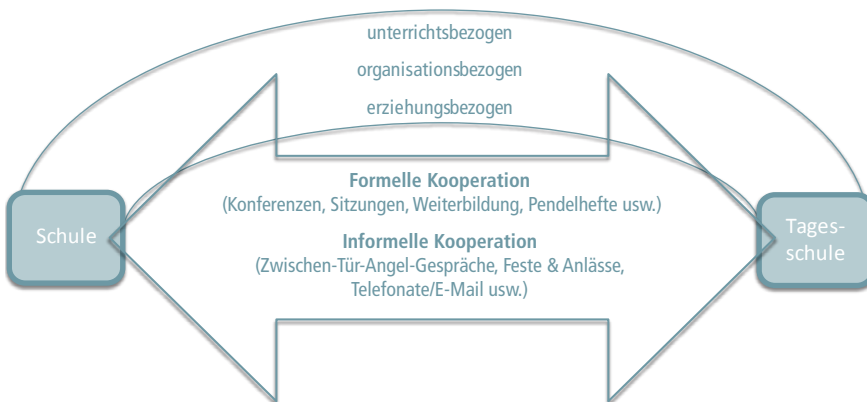 unterrichtsbezogen
organisationsbezogen
erziehungsbezogen
Formelle Kooperation
(Konferenzen, Sitzungen, Weiterbildung, Pendelhefte usw.)
Informelle Kooperation
(Zwischen-Tür-Angel-Gespräche, Feste & Anlässe,
Telefonate/E-Mail usw.)
Schule
Tages-
schule